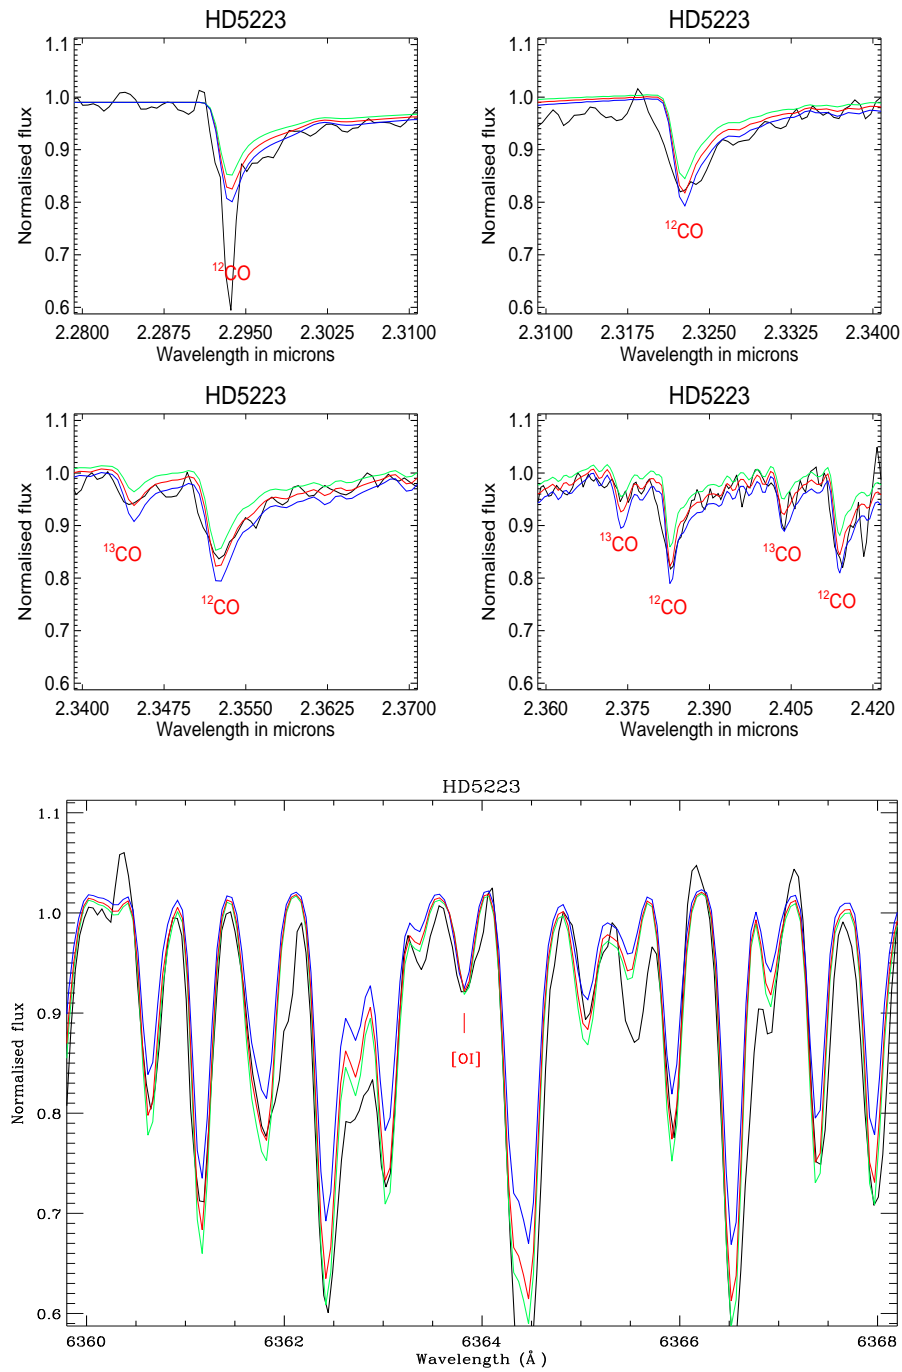 HD5223
HD5223
1.1
1.0
0.9
0.8
0.7
0.6
Normalised flux
¹²CO
2.2800 2.2875 2.2950 2.3025 2.3100
Wavelength in microns
1.1
1.0
0.9
0.8
0.7
0.6
Normalised flux
¹²CO
2.3100 2.3175 2.3250 2.3325 2.3400
Wavelength in microns
HD5223
HD5223
1.1
1.0
0.9
0.8
0.7
0.6
Normalised flux
¹³CO
¹²CO
2.3400 2.3475 2.3550 2.3625 2.3700
Wavelength in microns
1.1
1.0
0.9
0.8
0.7
0.6
Normalised flux
¹³CO
¹²CO
¹³CO
¹²CO
2.360 2.375 2.390 2.405 2.420
Wavelength in microns
HD5223
1.1
1.0
0.9
0.8
0.7
0.6
Normalised flux
[OI]
6360 6362 6364 6366 6368
Wavelength (Å)